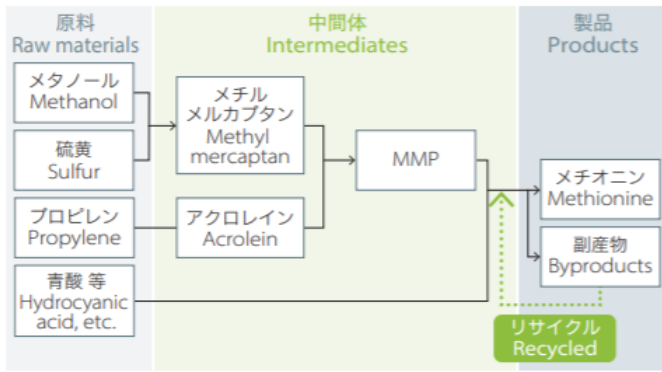 原料
Raw materials
中間体
Intermediates
製品
Products
メタノール
Methanol
硫黄
Sulfur
プロピレン
Propylene
青酸 等
Hydrocyanic
acid, etc.
メチル
メルカプタン
Methyl
mercaptan
アクロレイン
Acrolein
MMP
メチオニン
Methionine
副産物
Byproducts
リサイクル
Recycled